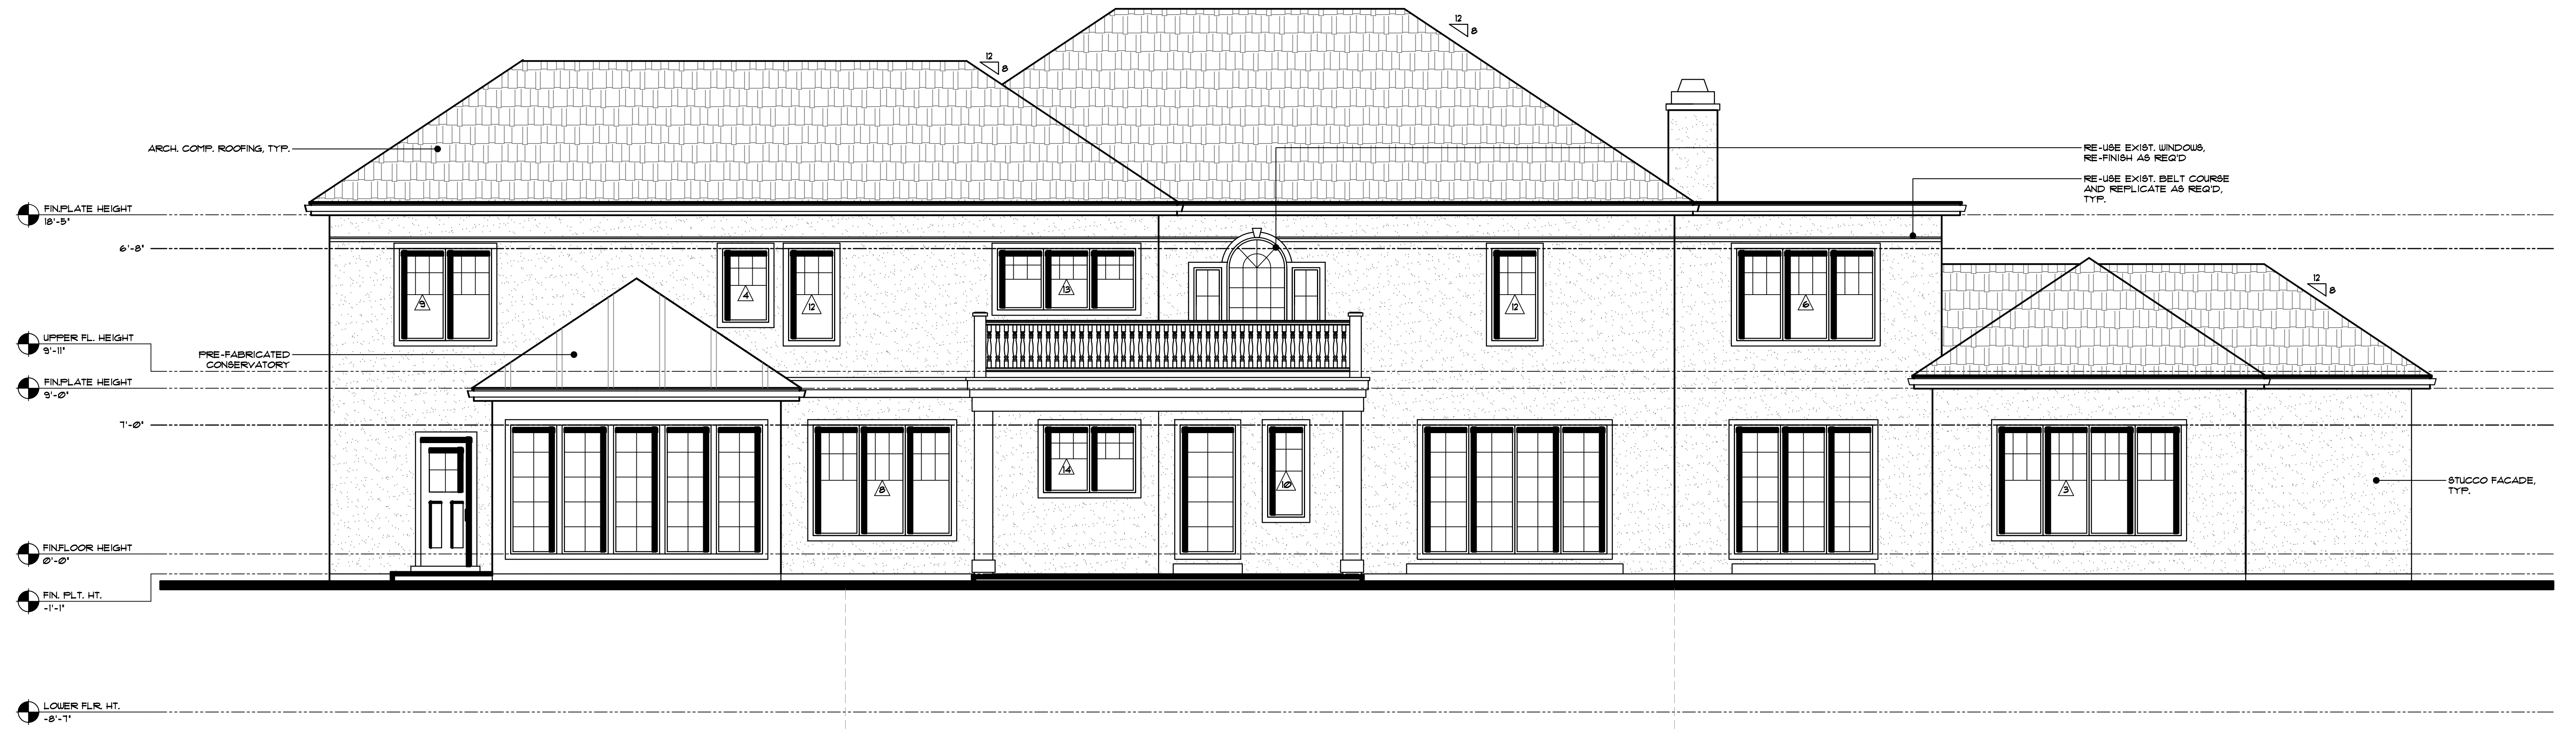 12
8
12
8
ARCH. COMP. ROOFING, TYP.
RE-USE EXIST. WINDOWS,
RE-FINISH AS REQ'D
RE-USE EXIST. BELT COURSE
AND REPLICATE AS REQ'D,
TYP.
FIN.PLATE HEIGHT
18'-5"
6'-8"
9
4
12
13
12
6
12
8
UPPER FL. HEIGHT
9'-11"
PRE-FABRICATED
CONSERVATORY
FIN.PLATE HEIGHT
9'-0"
7'-0"
14
8
10
3
STUCCO FACADE,
TYP.
FIN.FLOOR HEIGHT
0'-0"
FIN. PLT. HT.
-1'-1"
LOWER FLR. HT.
-8'-7"